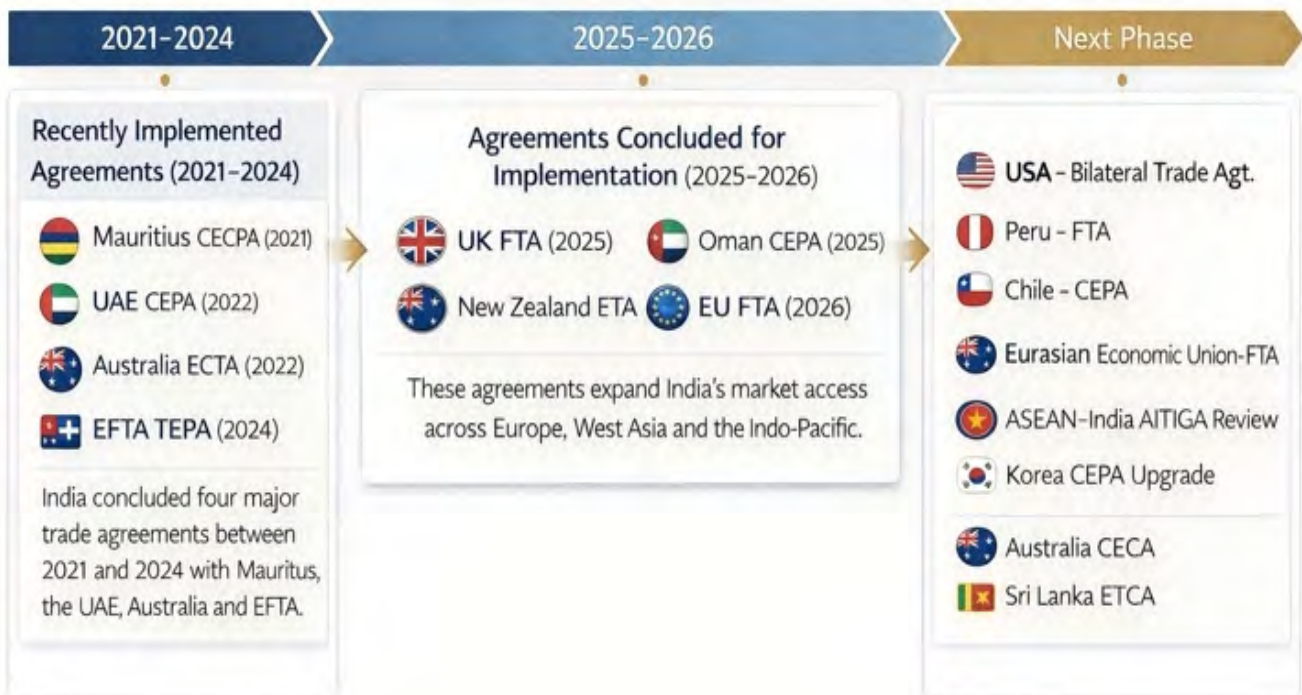 2021–2024
2025–2026
Next Phase
Recently Implemented
Agreements (2021–2024)
Mauritius CECPA (2021)
UAE CEPA (2022)
Australia ECTA (2022)
EFTA TEPA (2024)
India concluded four major
trade agreements between
2021 and 2024 with Mauritus,
the UAE, Australia and EFTA.
Agreements Concluded for
Implementation (2025–2026)
UK FTA (2025)
Oman CEPA (2025)
New Zealand ETA
EU FTA (2026)
These agreements expand India's market access
across Europe, West Asia and the Indo-Pacific.
USA – Bilateral Trade Agt.
Peru – FTA
Chile – CEPA
Eurasian Economic Union-FTA
ASEAN–India AITIGA Review
Korea CEPA Upgrade
Australia CECA
Sri Lanka ETCA